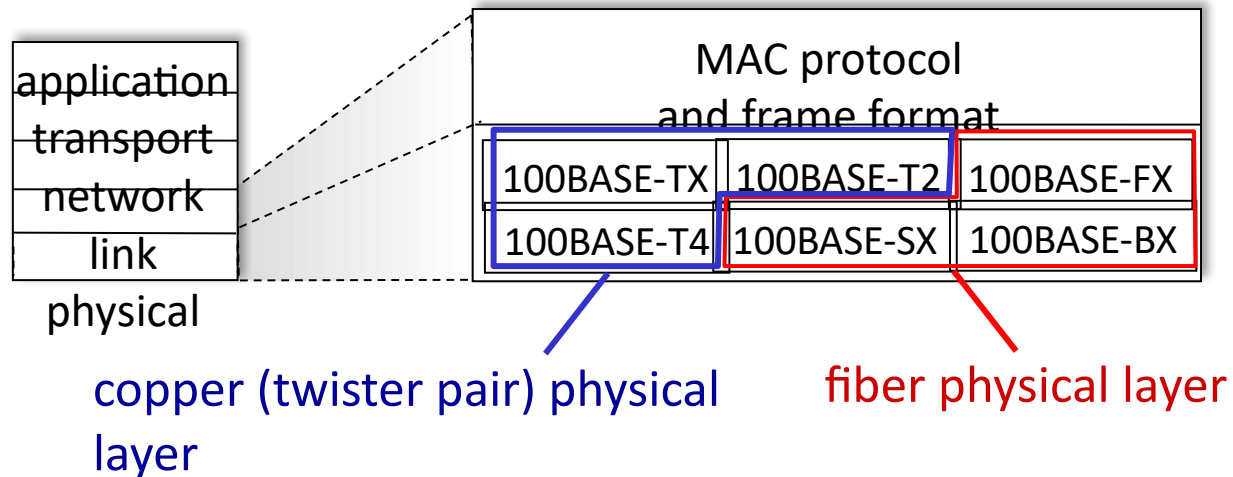 application
transport
network
link
physical
MAC protocol
and frame format
100BASE-TX 100BASE-T2 100BASE-FX
100BASE-T4 100BASE-SX 100BASE-BX
copper (twister pair) physical
layer
fiber physical layer